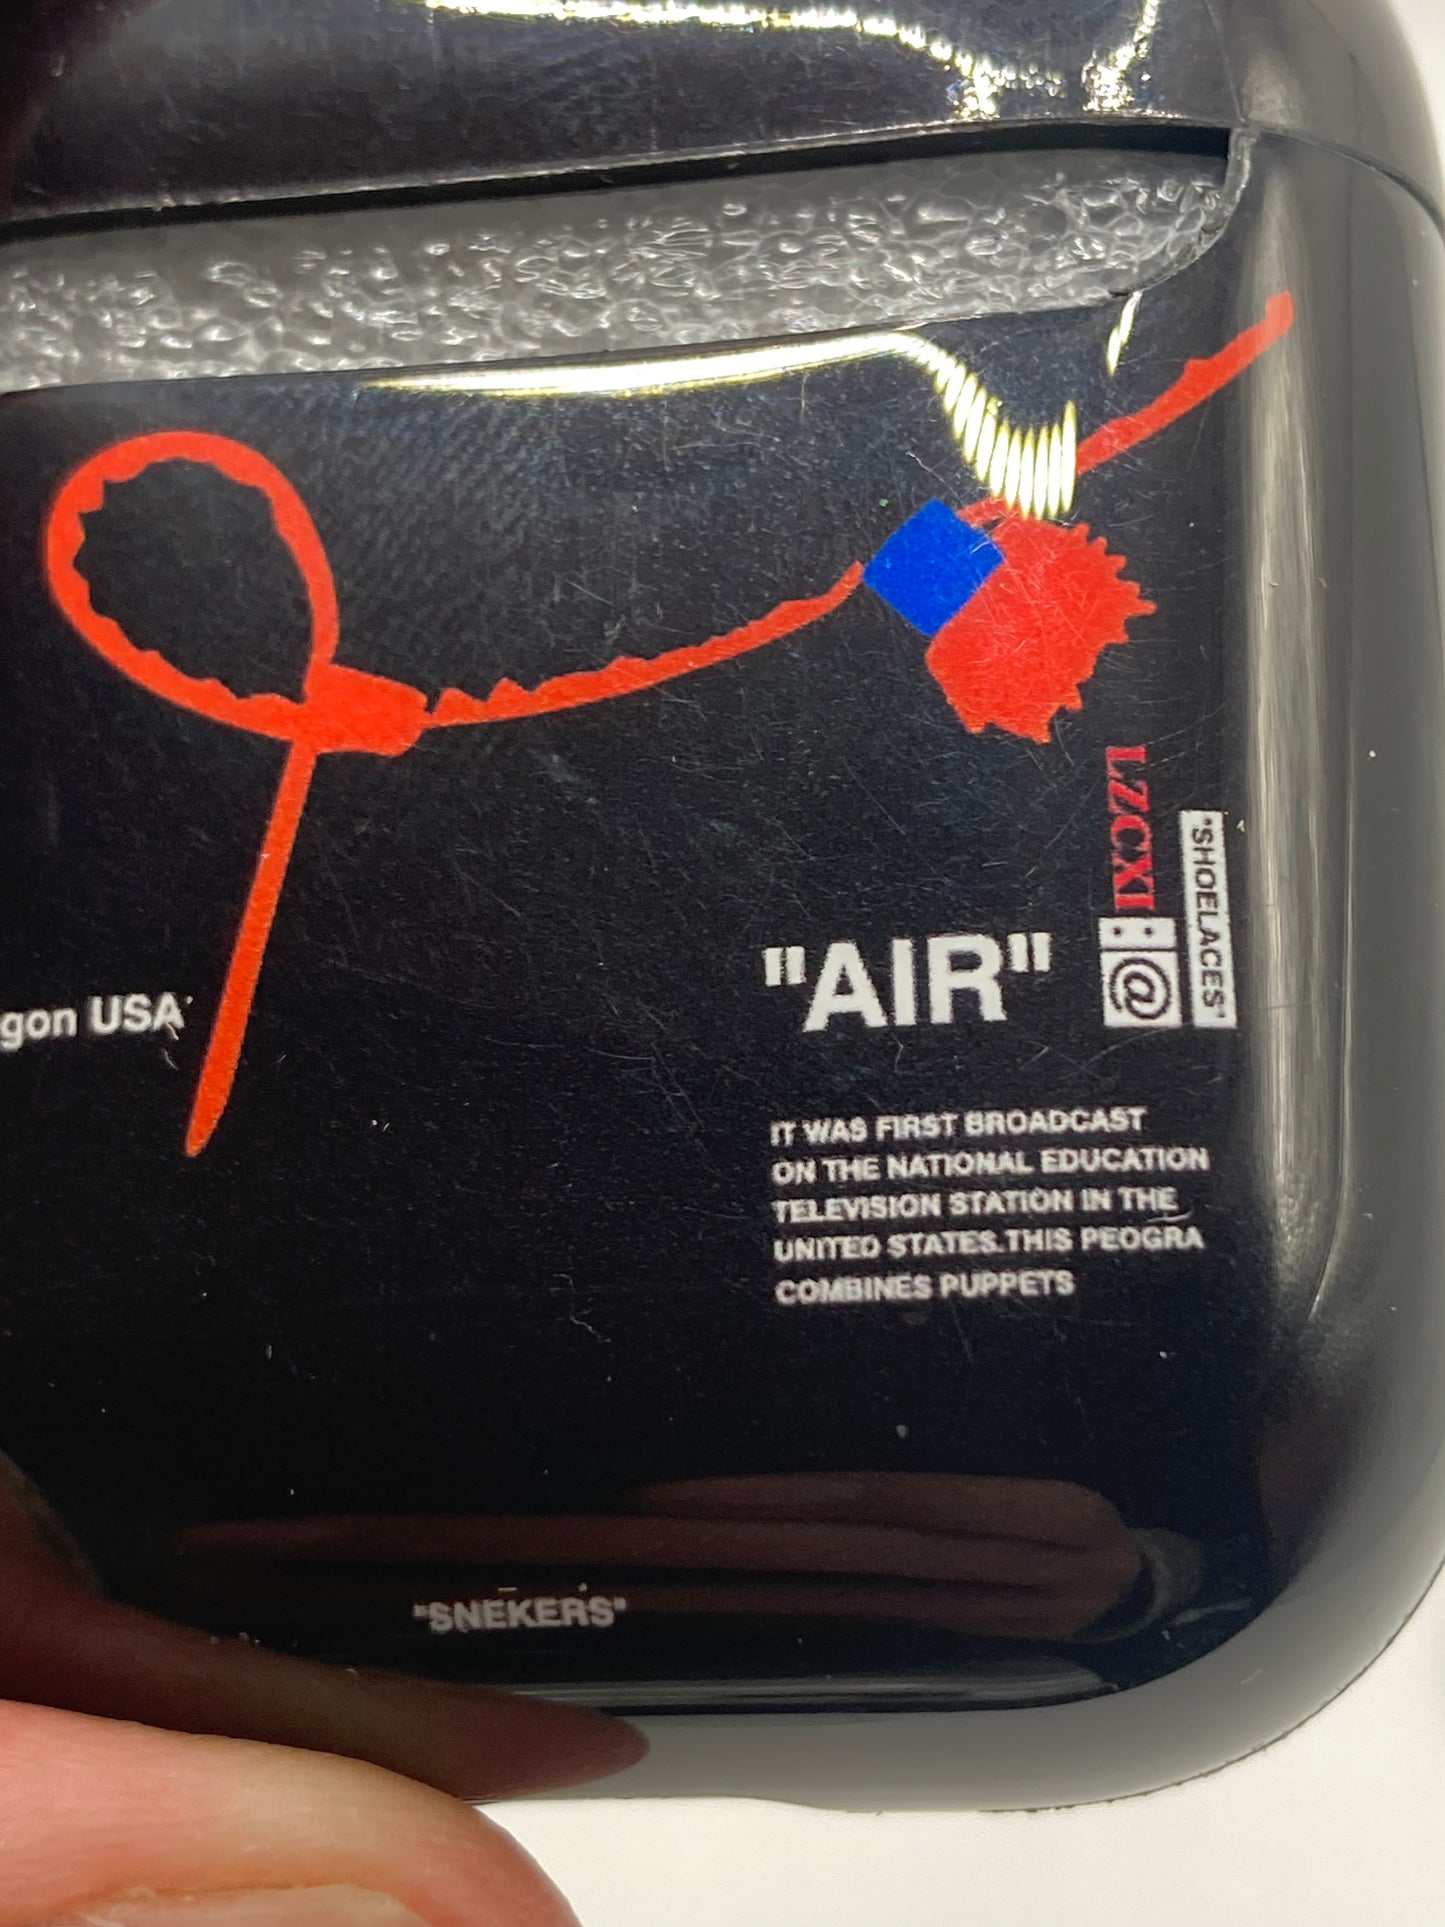 LZCXI
@
"SHOELACES"
"AIR"
gon USA
IT WAS FIRST BROADCAST
ON THE NATIONAL EDUCATION
TELEVISION STATION IN THE
UNITED STATES.THIS PEOGRA
COMBINES PUPPETS
"SNEKERS"